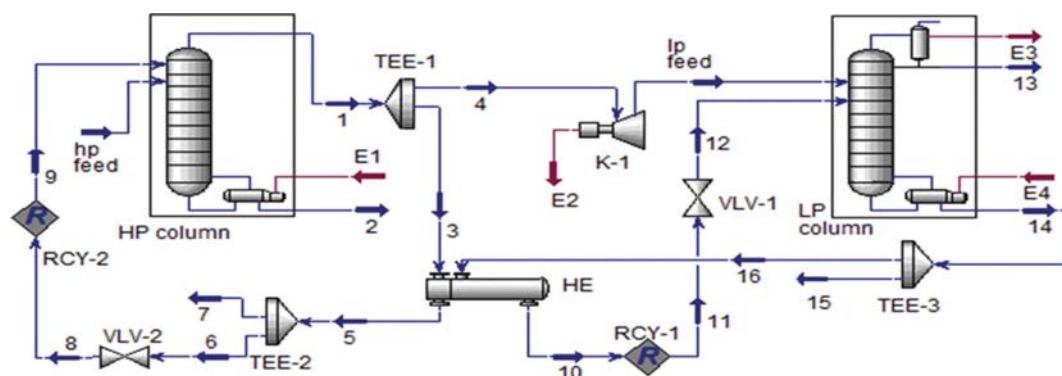 TEE-1
lp
feed
E3
13
4
1
hp
feed
9
K-1
12
E1
E2
E4
VLV-1
2
14
HP column
LP
column
RCY-2
3
16
HE
15
TEE-3
7
RCY-1
11
VLV-2
5
8
6
TEE-2
10
R
R